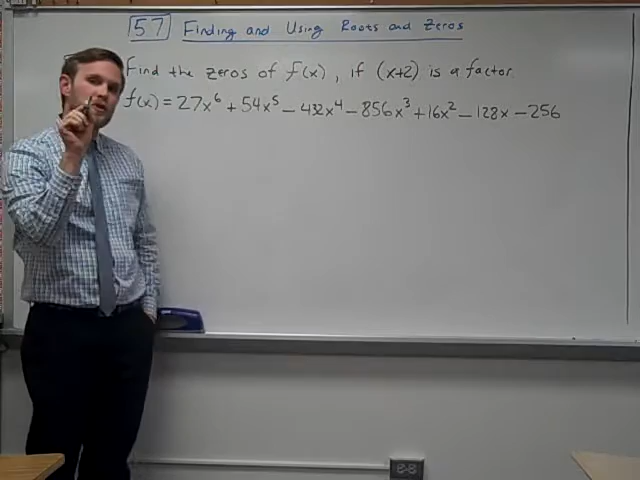 57 Finding and Using Roots and Zeros
Find the zeros of f(x), if (x+2) is a factor.
f(x) = 27x⁶ + 54x⁵ − 432x⁴ − 856x³ + 16x² − 128x − 256